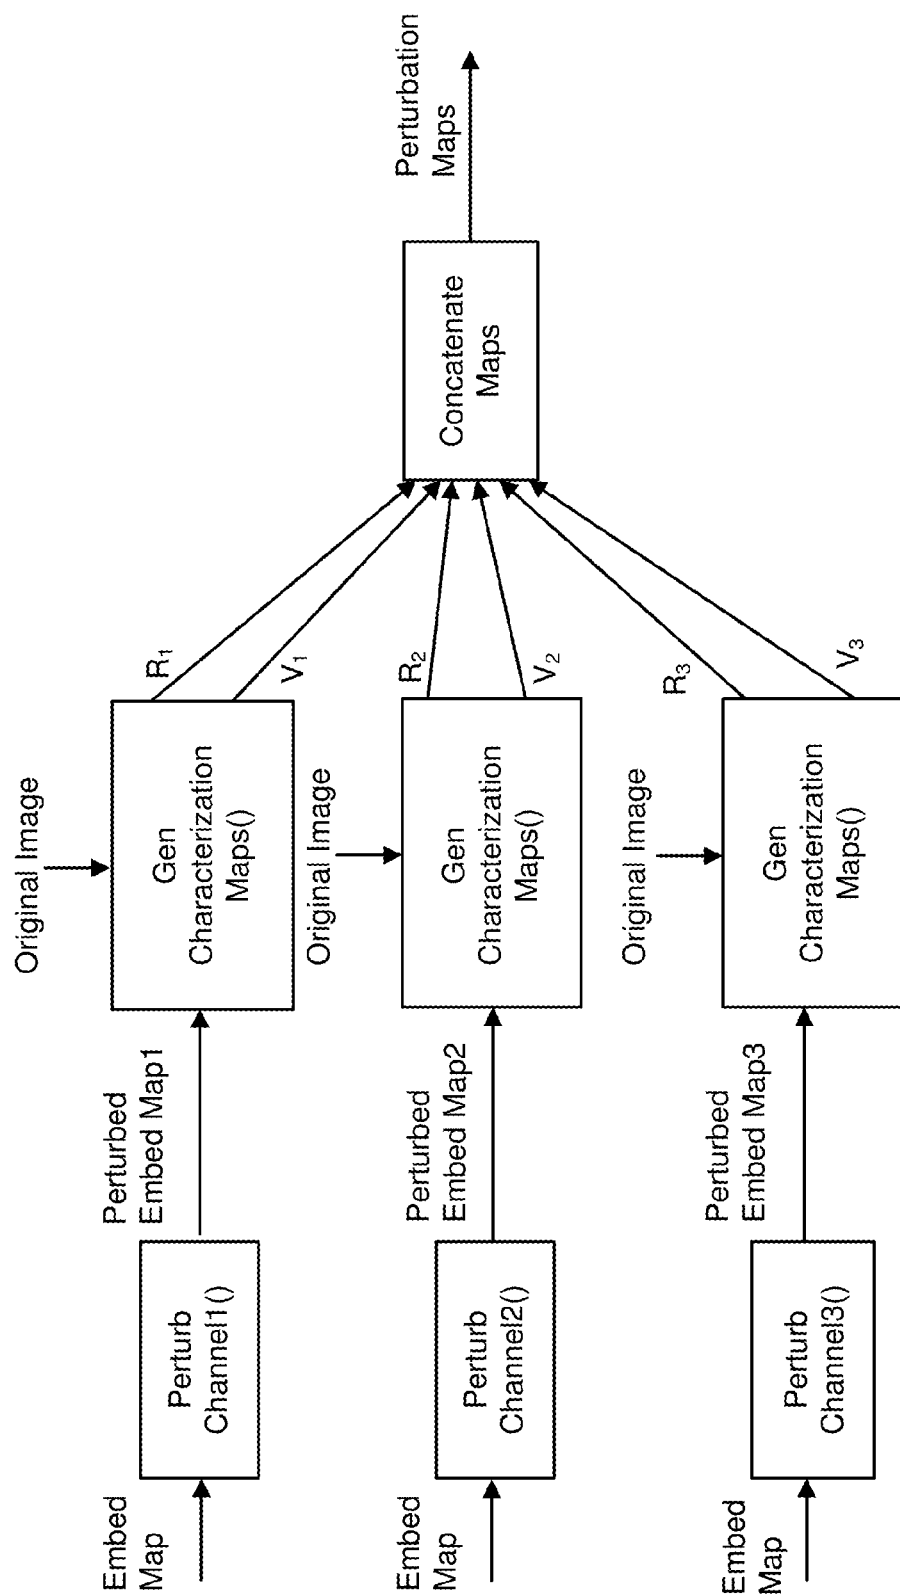 Embed
Map
Perturb
Channel1()
Perturbed
Embed Map1
Original Image
Gen
Characterization
Maps()
R1
V1
Embed
Map
Perturb
Channel2()
Perturbed
Embed Map2
Original Image
Gen
Characterization
Maps()
R2
V2
Embed
Map
Perturb
Channel3()
Perturbed
Embed Map3
Original Image
Gen
Characterization
Maps()
R3
V3
Concatenate
Maps
Perturbation
Maps